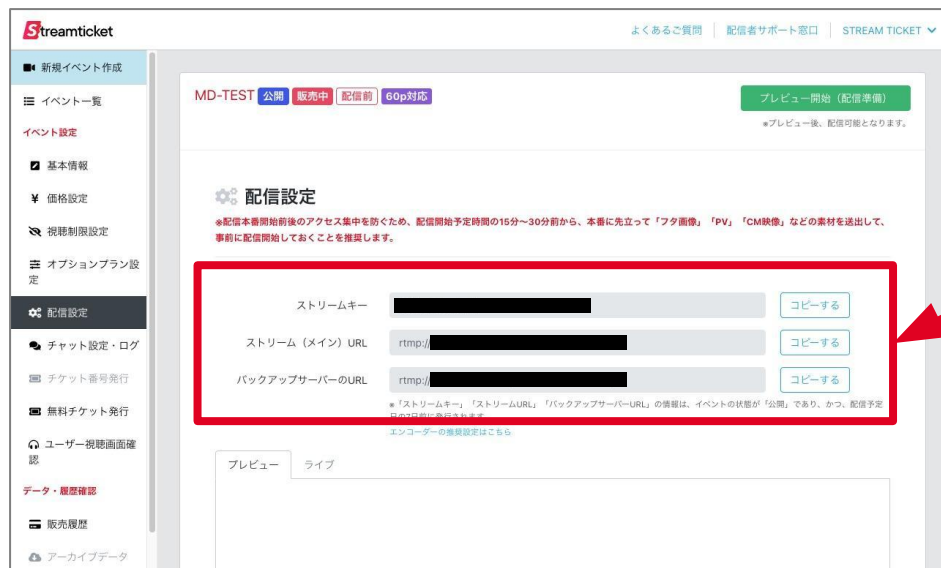 Streamticket
よくあるご質問
配信者サポート窓口
STREAM TICKET
新規イベント作成
イベント一覧
イベント設定
基本情報
価格設定
視聴制限設定
オプションプラン設
定
配信設定
チャット設定・ログ
チケット番号発行
無料チケット発行
ユーザー視聴画面確
認
データ・履歴確認
販売履歴
アーカイブデータ
MD-TEST 公開 販売中 配信前 60p対応
プレビュー開始（配信準備）
※プレビュー後、配信可能となります。
配信設定
※配信本番開始前後のアクセス集中を防ぐため、配信開始予定時間の15分〜30分前から、本番に先立って「フタ画像」「PV」「CM映像」などの素材を送出して、
事前に配信開始しておくことを推奨します。
ストリームキー
コピーする
ストリーム（メイン）URL
rtmp://
コピーする
バックアップサーバーのURL
rtmp://
コピーする
※「ストリームキー」「ストリームURL」「バックアップサーバーURL」の情報は、イベントの状態が「公開」であり、かつ、配信予定
日の7日前に発行されます
エンコーダーの推奨設定はこちら
プレビュー
ライブ